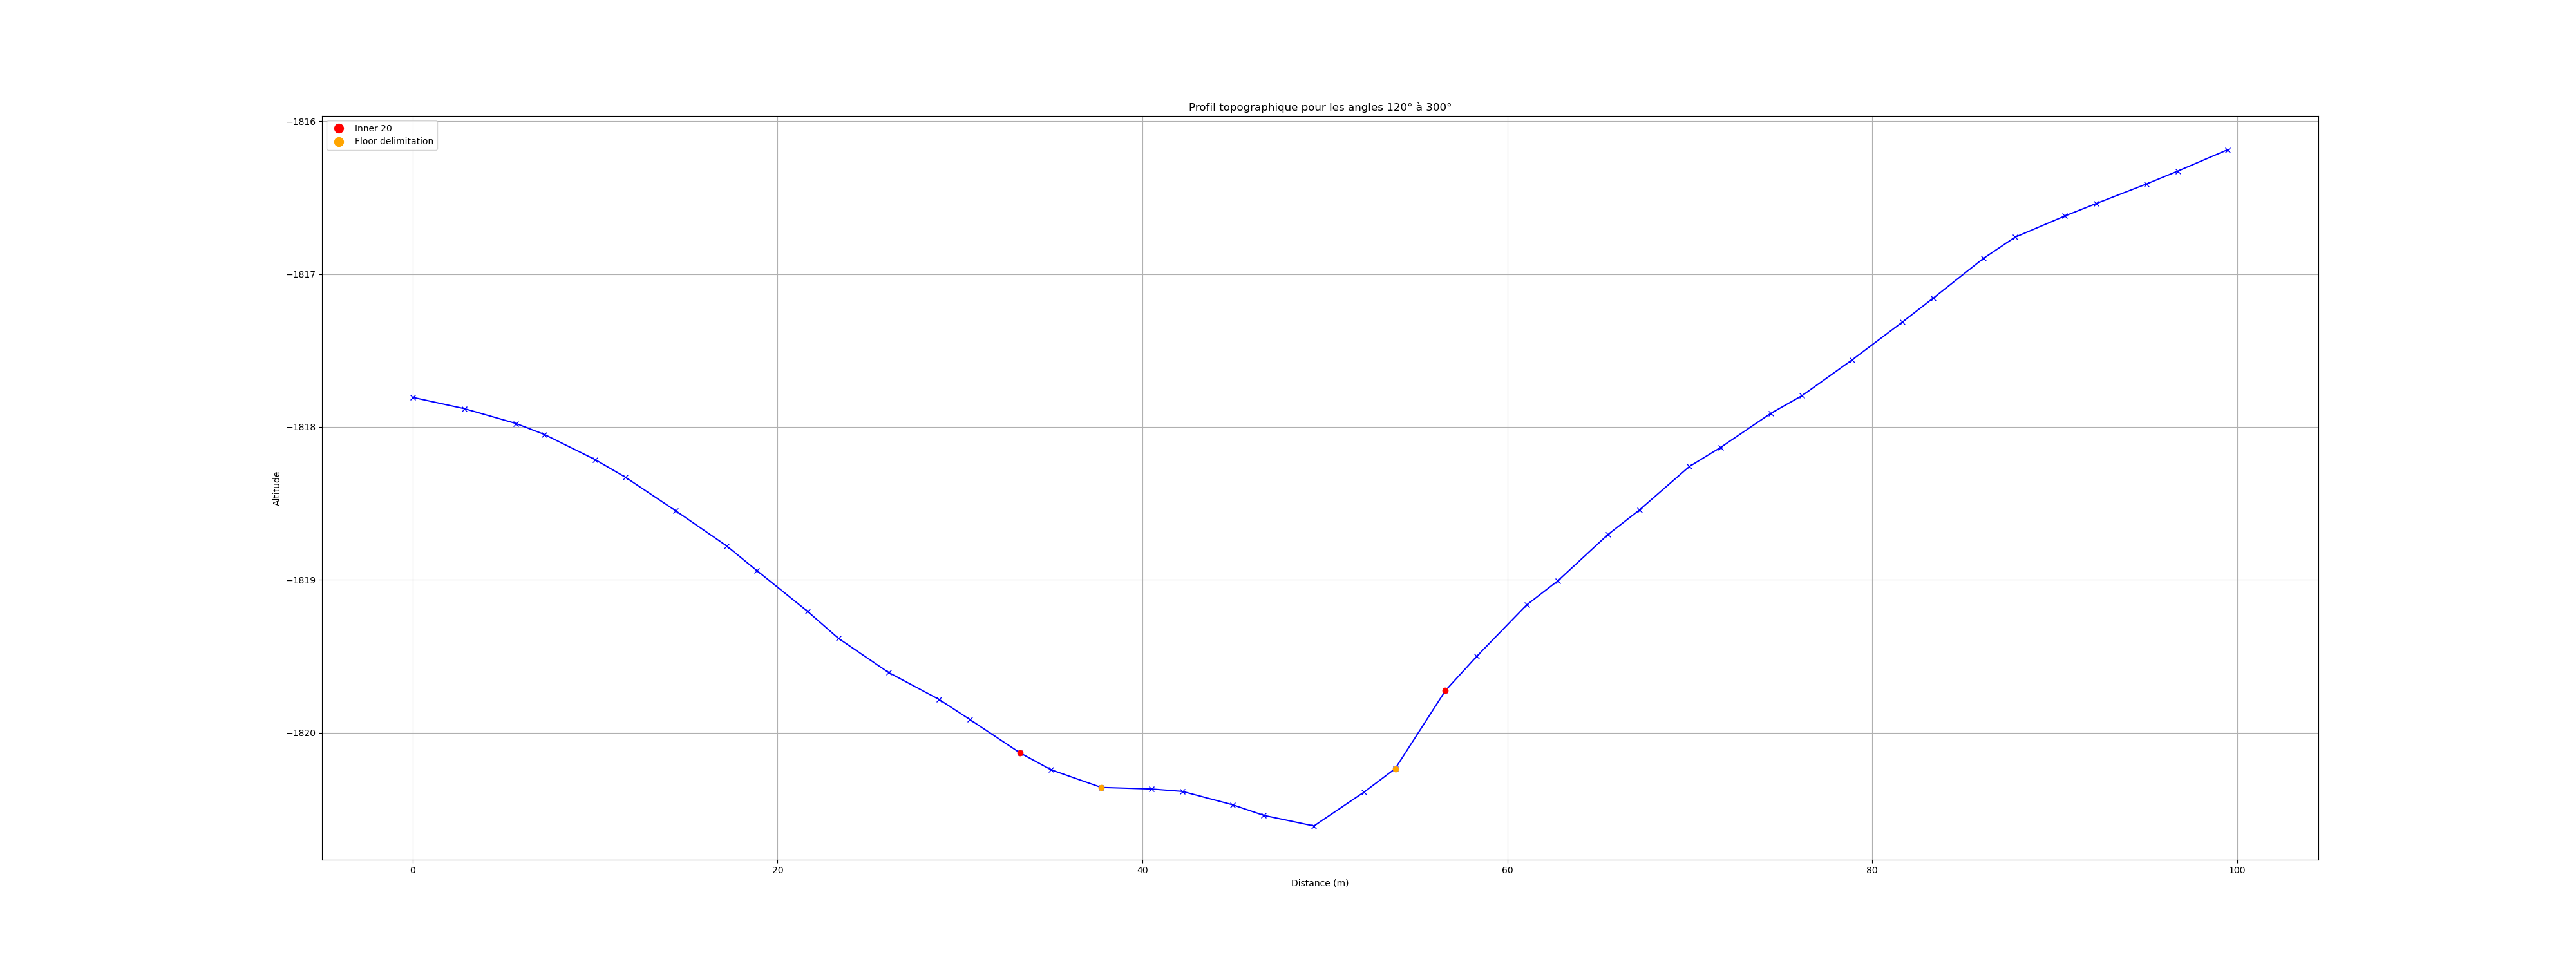 Profil topographique pour les angles 120° à 300°
Inner 20
Floor delimitation
Altitude
−1816
−1817
−1818
−1819
−1820
0 20 40 60 80 100
Distance (m)